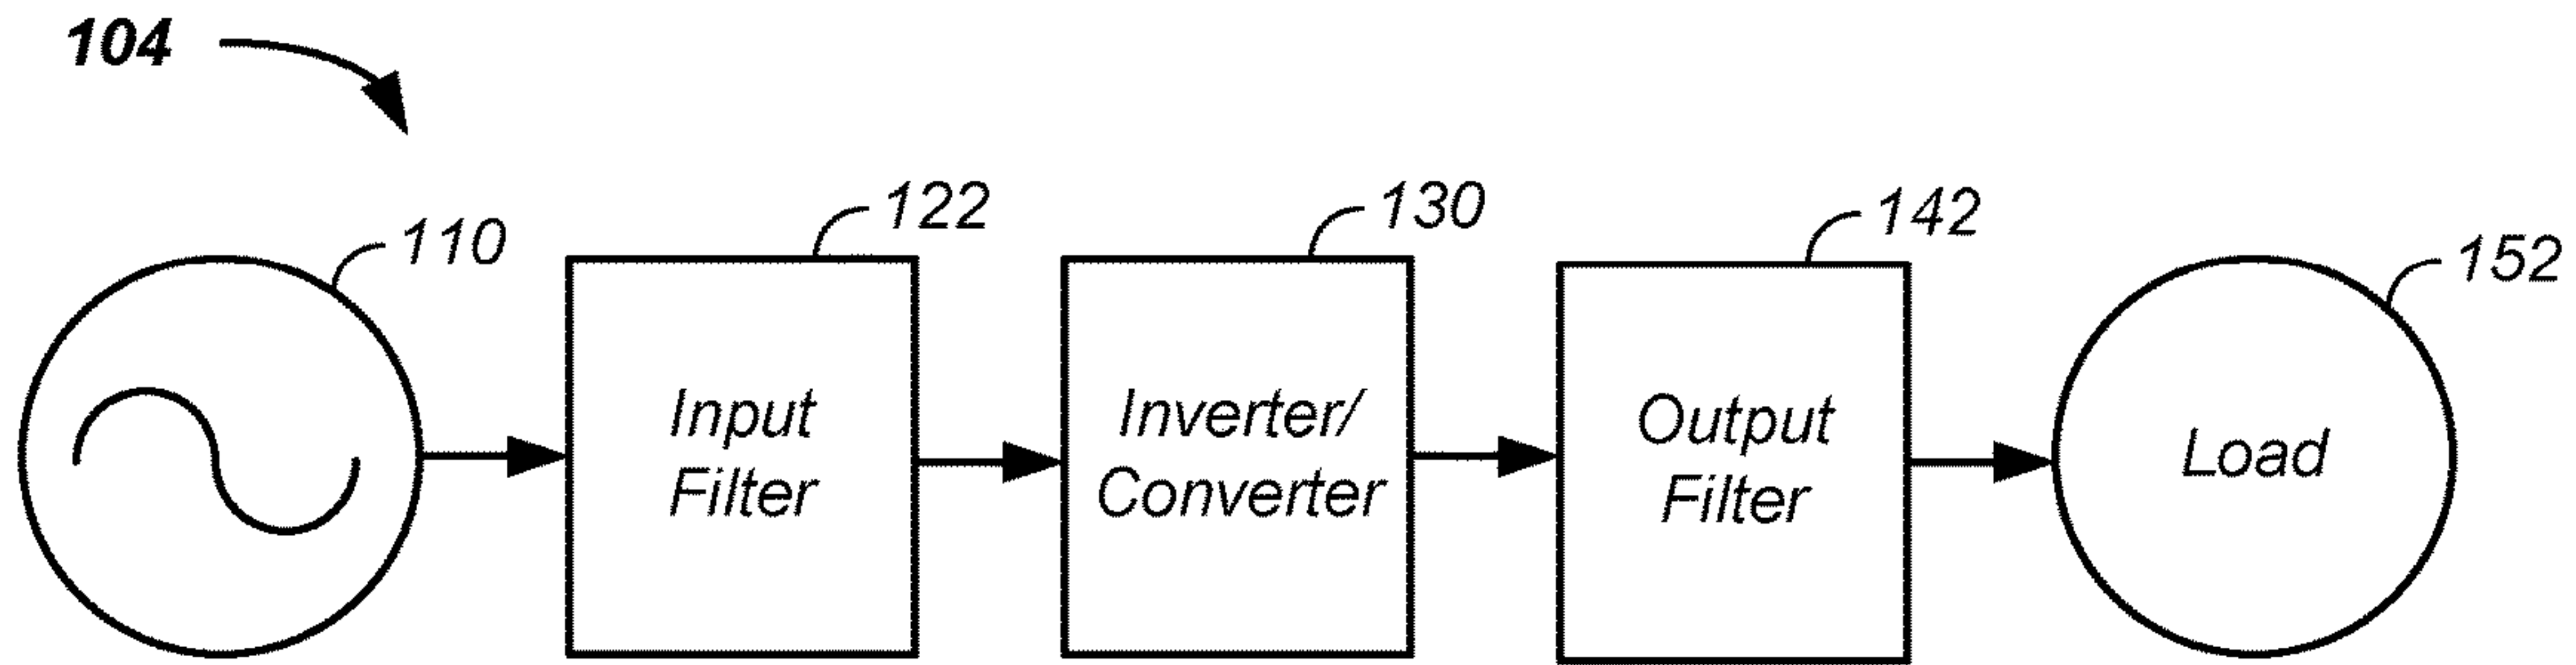 104
110
122
130
142
152
Input
Filter
Inverter/
Converter
Output
Filter
Load